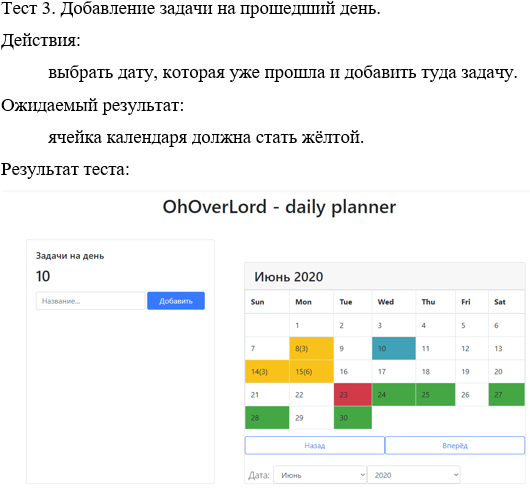 Тест 3. Добавление задачи на прошедший день.
Действия:
выбрать дату, которая уже прошла и добавить туда задачу.
Ожидаемый результат:
ячейка календаря должна стать жёлтой.
Результат теста:
OhOverLord - daily planner
Задачи на день
10
Название... Добавить
Июнь 2020
Sun Mon Tue Wed Thu Fri Sat
1 2 3 4 5 6
7 8(3) 9 10 11 12 13
14(3) 15(6) 16 17 18 19 20
21 22 23 24 25 26 27
28 29 30
Назад Вперёд
Дата: Июнь 2020